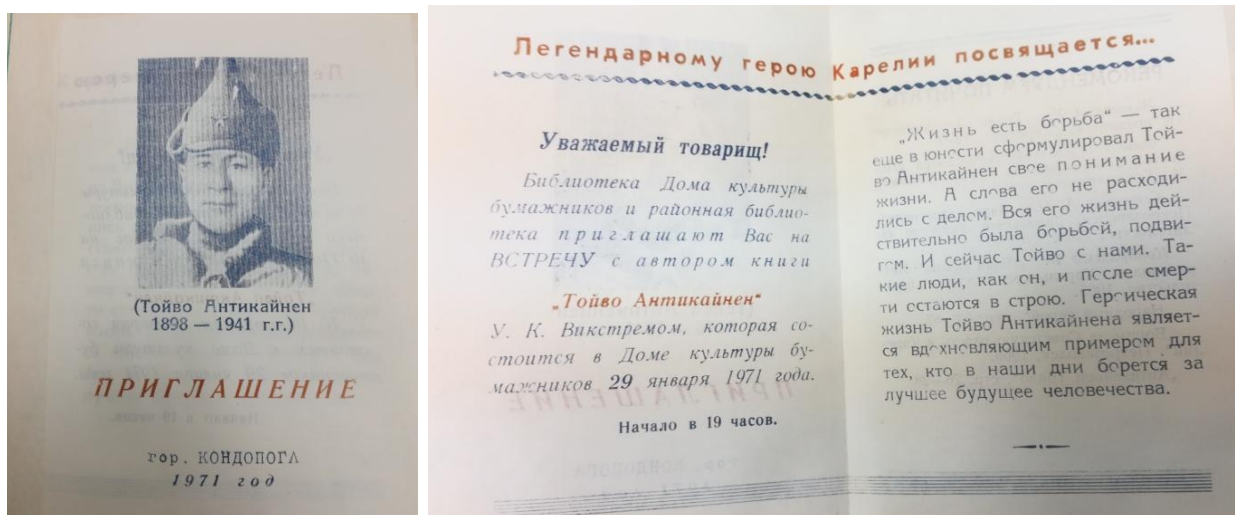 (Тойво Антикайнен
1898 — 1941 г.г.)
ПРИГЛАШЕНИЕ
гор. КОНДОПОГА
1971 год
Легендарному герою Карелии посвящается...
Уважаемый товарищ!
Библиотека Дома культуры
бумажников и районная библио-
тека приглашают Вас на
ВСТРЕЧУ с автором книги
„Тойво Антикайнен“
У. К. Викстремом, которая со-
стоится в Доме культуры бу-
мажников 29 января 1971 года.
Начало в 19 часов.
„Жизнь есть борьба“ — так
еще в юности сформулировал Той-
во Антикайнен свое понимание
жизни. А слова его не расходи-
лись с делом. Вся его жизнь дей-
ствительно была борьбой, подви-
гом. И сейчас Тойво с нами. Та-
кие люди, как он, и после смер-
ти остаются в строю. Героическая
жизнь Тойво Антикайнена являет-
ся вдохновляющим примером для
тех, кто в наши дни борется за
лучшее будущее человечества.